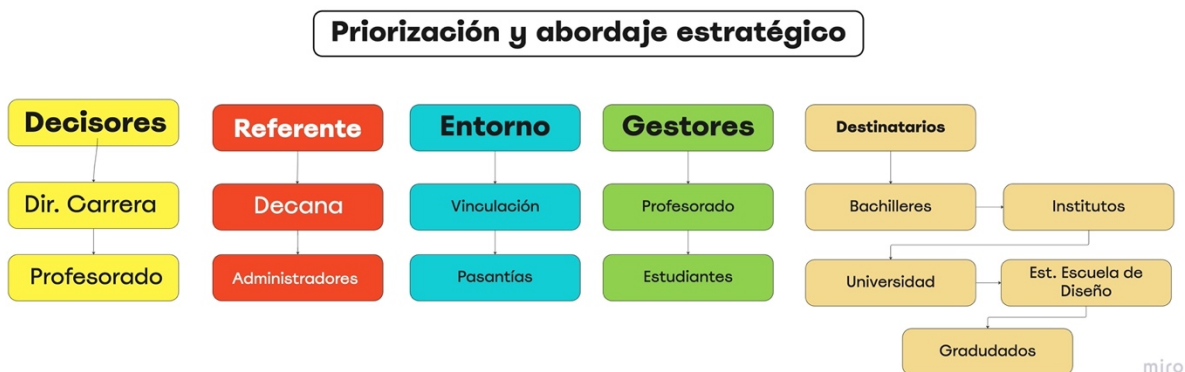 Priorización y abordaje estratégico
Decisores
Referente
Entorno
Gestores
Destinatarios
Dir. Carrera
Decana
Vinculación
Profesorado
Bachilleres
Institutos
Profesorado
Administradores
Pasantías
Estudiantes
Universidad
Est. Escuela de
Diseño
Gradudados
miro